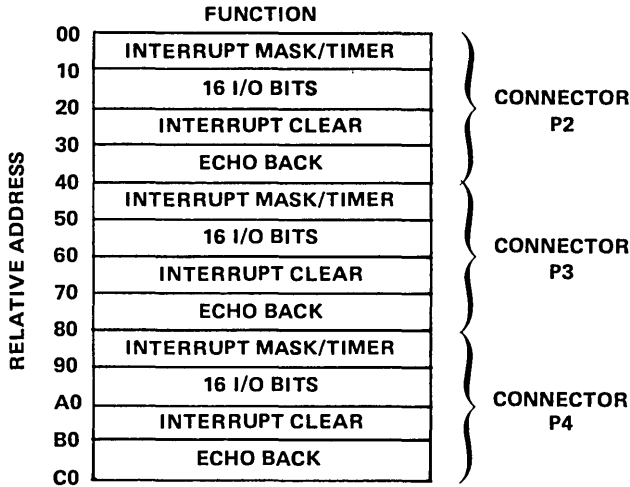 FUNCTION
00
INTERRUPT MASK/TIMER
10
16 I/O BITS
20
INTERRUPT CLEAR
30
ECHO BACK
40
INTERRUPT MASK/TIMER
50
16 I/O BITS
60
INTERRUPT CLEAR
70
ECHO BACK
80
INTERRUPT MASK/TIMER
90
16 I/O BITS
A0
INTERRUPT CLEAR
B0
ECHO BACK
C0
RELATIVE ADDRESS
CONNECTOR
P2
CONNECTOR
P3
CONNECTOR
P4